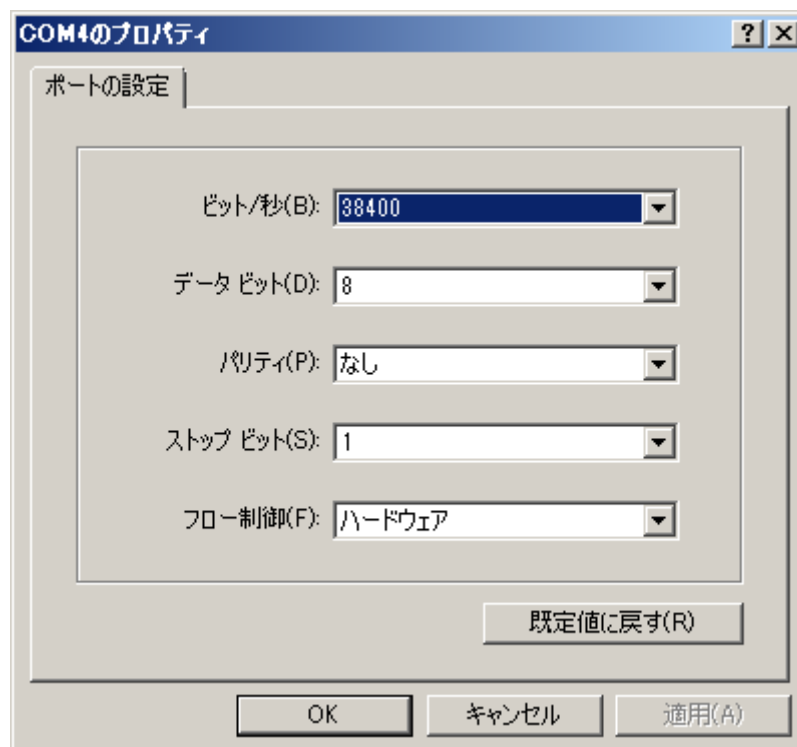 COM4のプロパティ
ポートの設定
ビット/秒(B): 38400
データ ビット(D): 8
パリティ(P): なし
ストップ ビット(S): 1
フロー制御(F): ハードウェア
既定値に戻す(R)
OK キャンセル 適用(A)